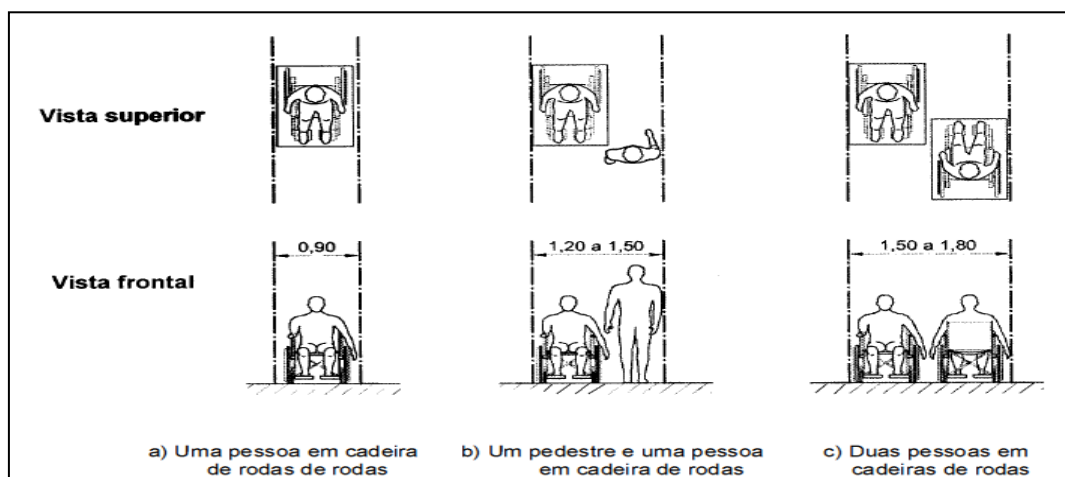 Vista superior
0,90
1,20 a 1,50
1,50 a 1,80
Vista frontal
a) Uma pessoa em cadeira
de rodas de rodas
b) Um pedestre e uma pessoa
em cadeira de rodas
c) Duas pessoas em
cadeiras de rodas